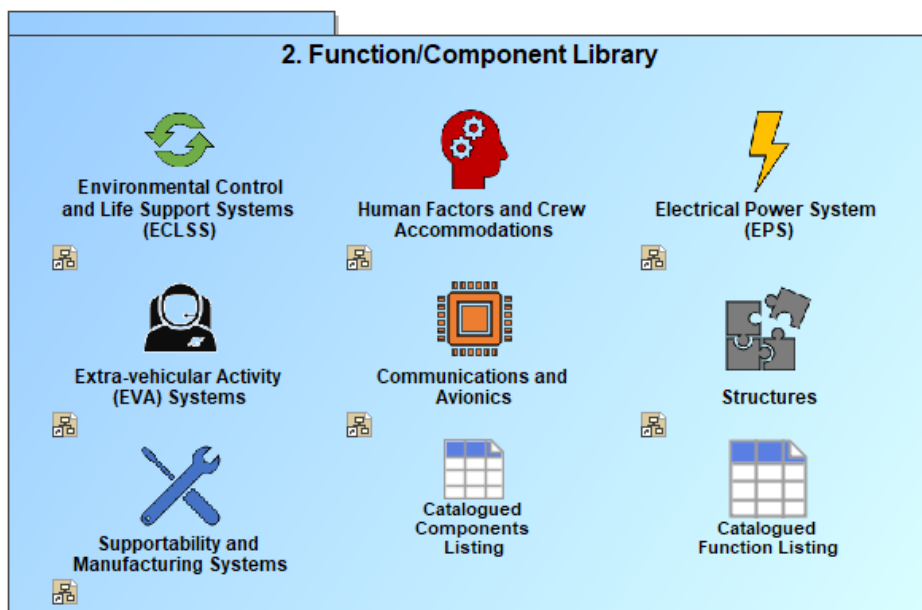 2. Function/Component Library
Environmental Control
and Life Support Systems
(ECLSS)
Human Factors and Crew
Accommodations
Electrical Power System
(EPS)
Extra-vehicular Activity
(EVA) Systems
Communications and
Avionics
Structures
Supportability and
Manufacturing Systems
Catalogued
Components
Listing
Catalogued
Function Listing